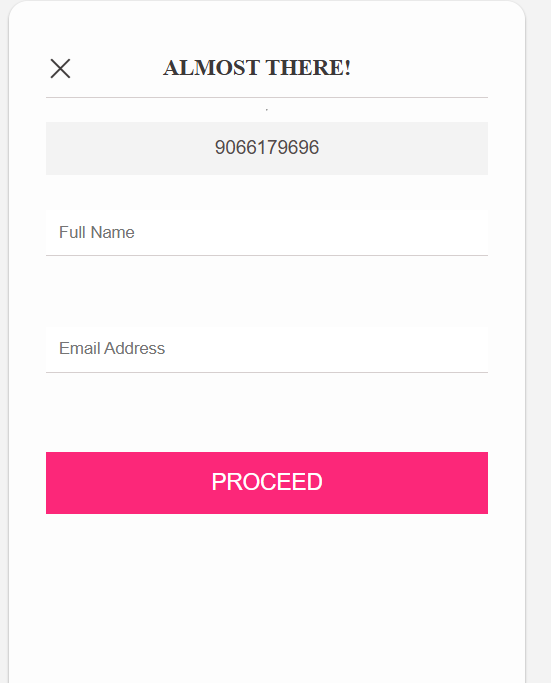 ALMOST THERE!
9066179696
Full Name
Email Address
PROCEED